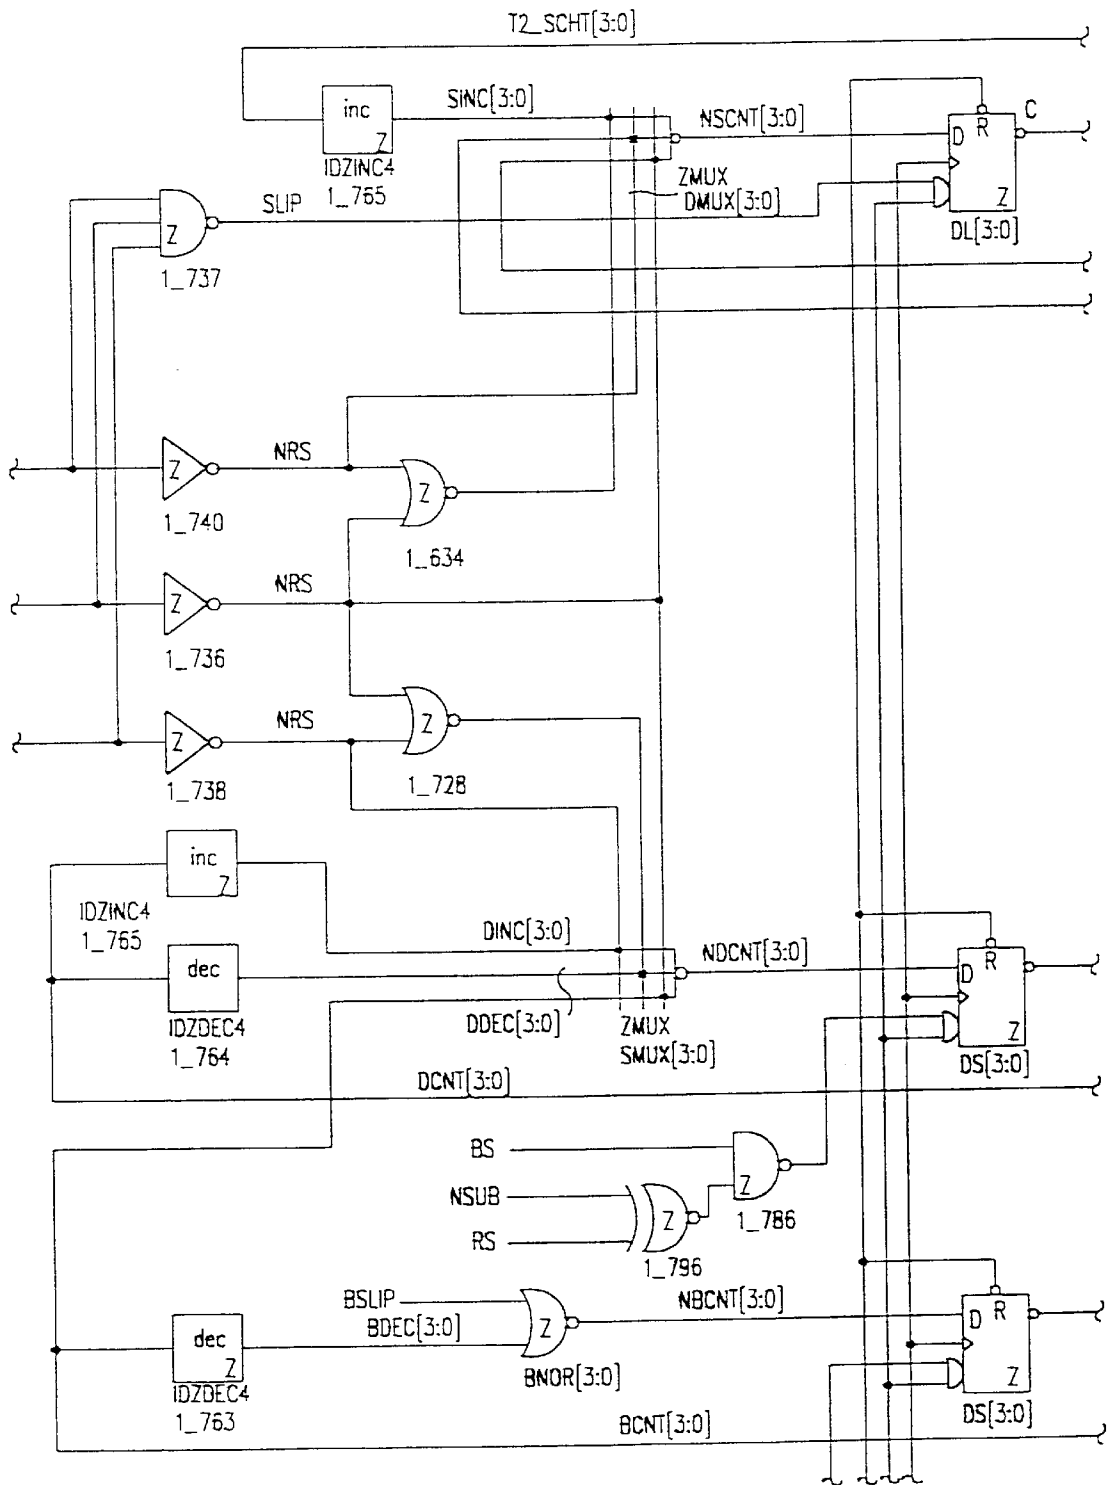 T2_SCHT[3:0]
inc
Z
IDZINC4
1_765
SINC[3:0]
NSCNT[3:0]
ZMUX
DMUX[3:0]
D
R
C
Z
DL[3:0]
SLIP
Z
1_737
Z
NRS
1_740
Z
1_634
Z
NRS
1_736
Z
NRS
1_738
Z
1_728
inc
Z
IDZINC4
1_765
dec
IDZDEC4
1_764
DINC[3:0]
DDEC[3:0]
NDCNT[3:0]
ZMUX
SMUX[3:0]
D
R
Z
DS[3:0]
DCNT[3:0]
BS
NSUB
RS
Z
1_786
Z
1_796
BSLIP
BDEC[3:0]
Z
BNOR[3:0]
NBCNT[3:0]
dec
Z
IDZDEC4
1_763
D
R
Z
DS[3:0]
BCNT[3:0]